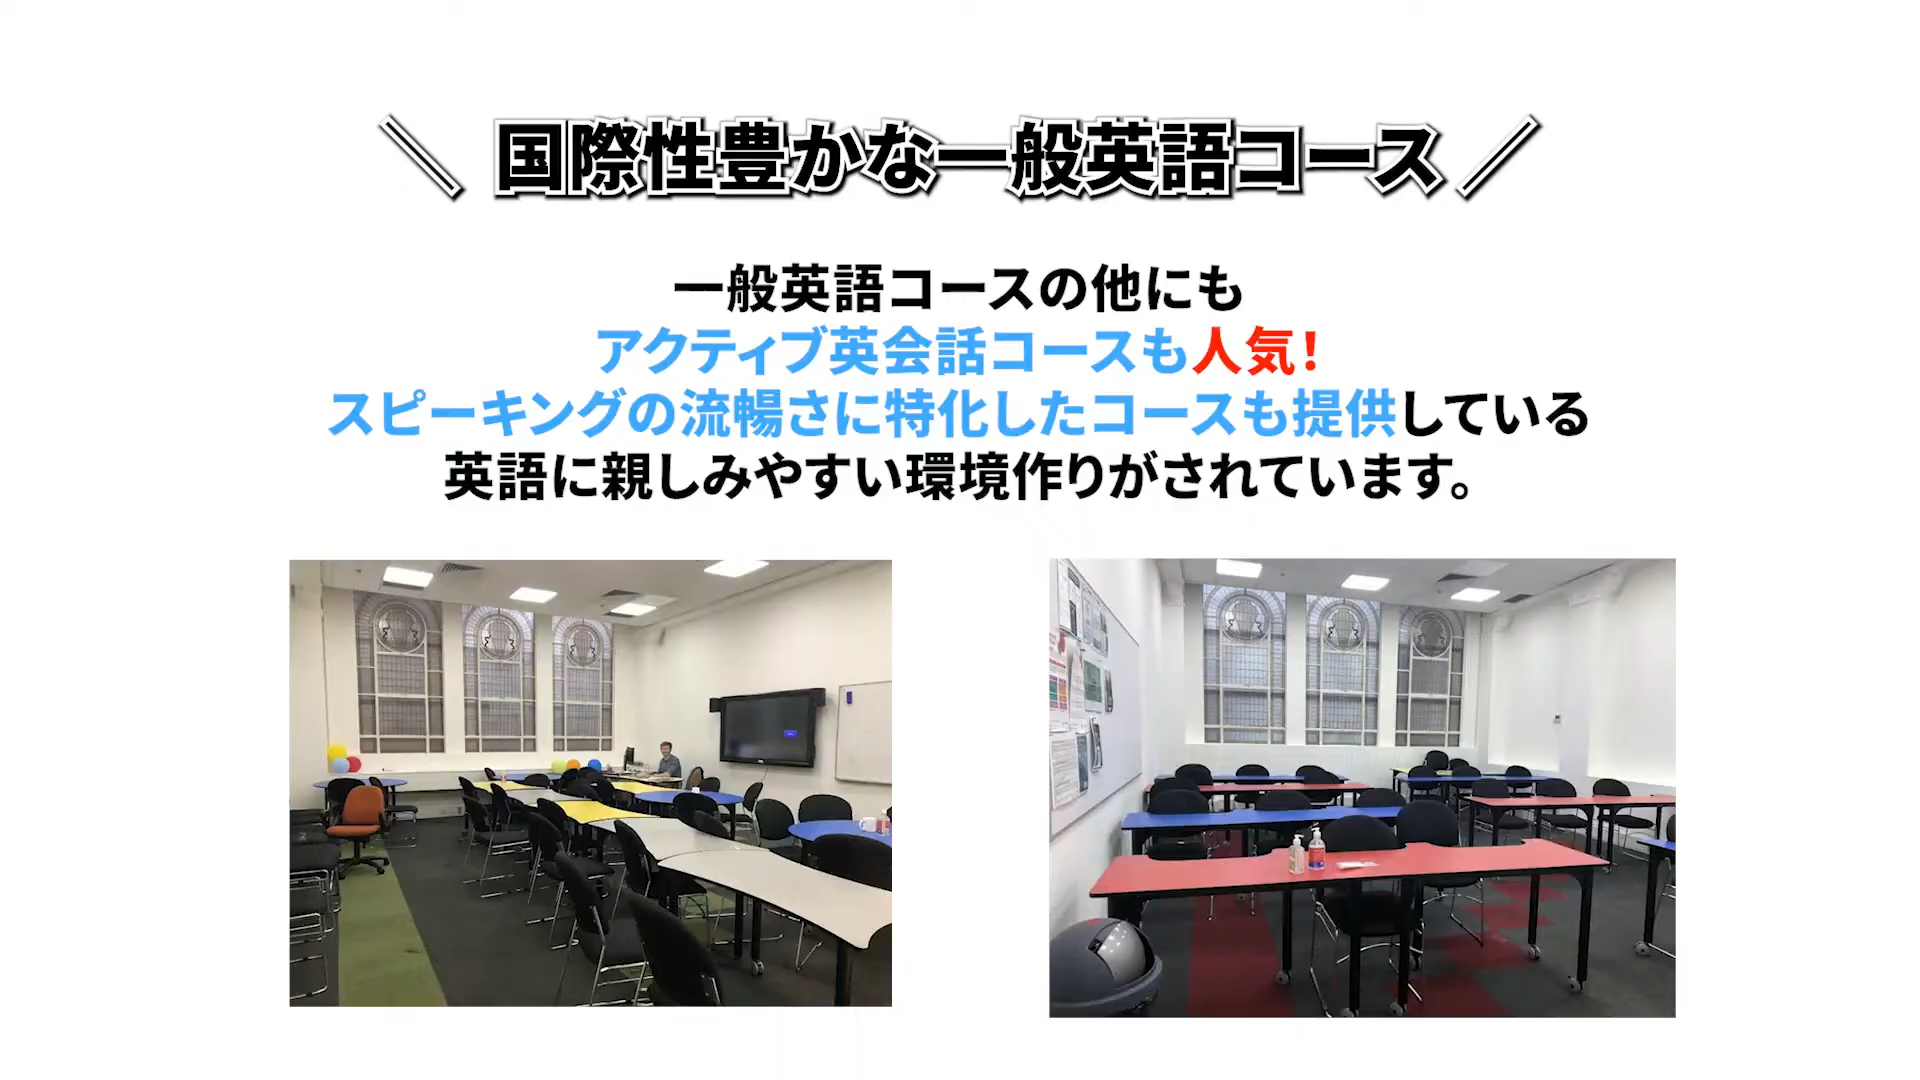 ＼ 国際性豊かな一般英語コース ／
一般英語コースの他にも
アクティブ英会話コースも人気！
スピーキングの流暢さに特化したコースも提供している
英語に親しみやすい環境作りがされています。